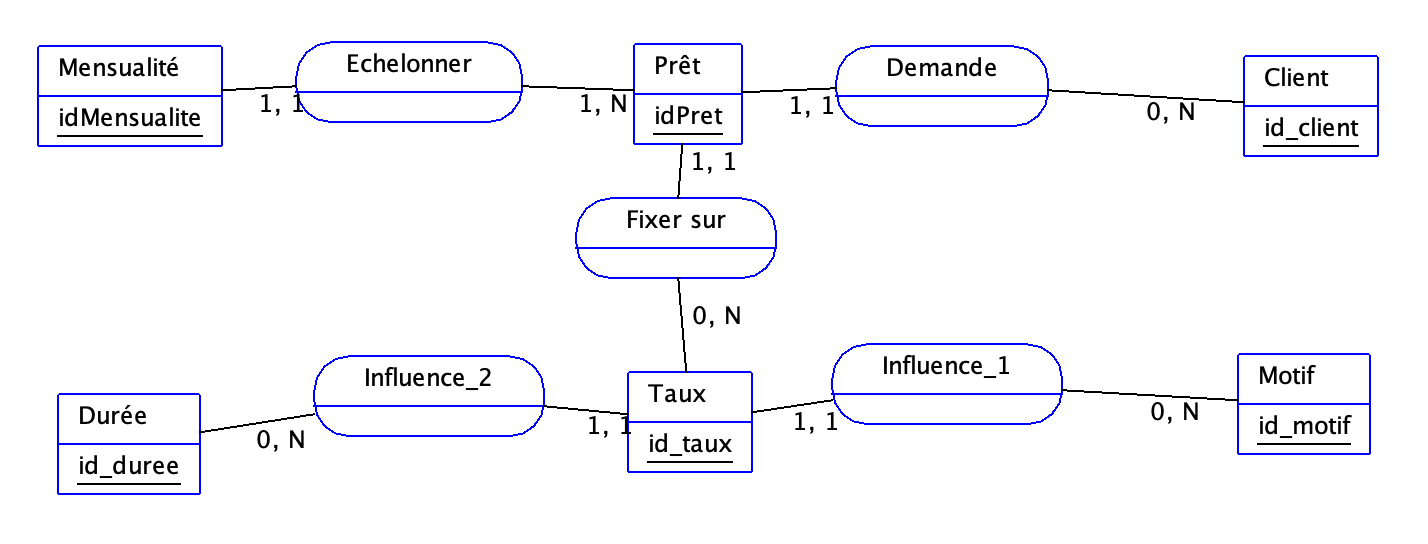 Mensualité
idMensualite
1, 1
Echelonner
1, N
Prêt
idPret
1, 1
Demande
0, N
Client
id_client
1, 1
Fixer sur
0, N
Durée
id_duree
0, N
Influence_2
1, 1
Taux
id_taux
1, 1
Influence_1
0, N
Motif
id_motif